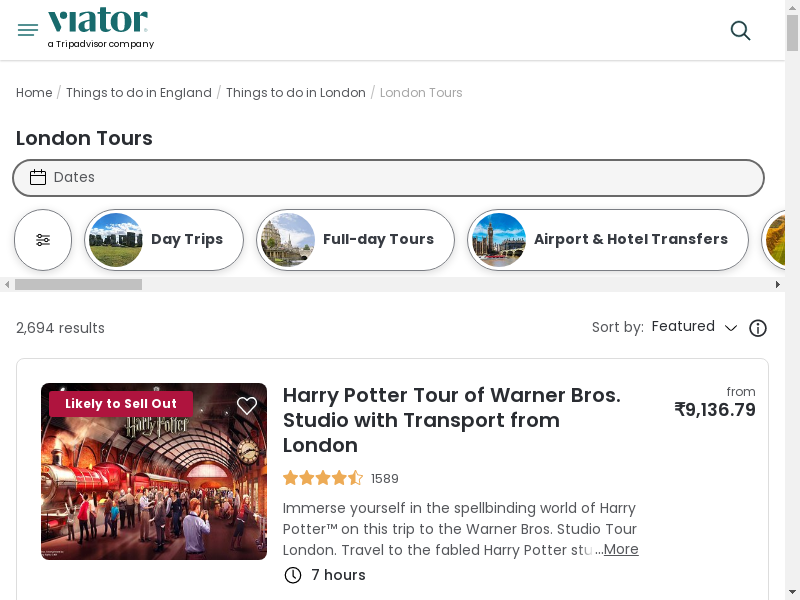 viator
a Tripadvisor company
Home / Things to do in England / Things to do in London / London Tours
London Tours
Dates
Day Trips
Full-day Tours
Airport & Hotel Transfers
2,694 results
Sort by: Featured
Likely to Sell Out
Harry Potter
Harry Potter Tour of Warner Bros.
Studio with Transport from
London
from
₹9,136.79
1589
Immerse yourself in the spellbinding world of Harry
Potter™ on this trip to the Warner Bros. Studio Tour
London. Travel to the fabled Harry Potter stu...More
7 hours